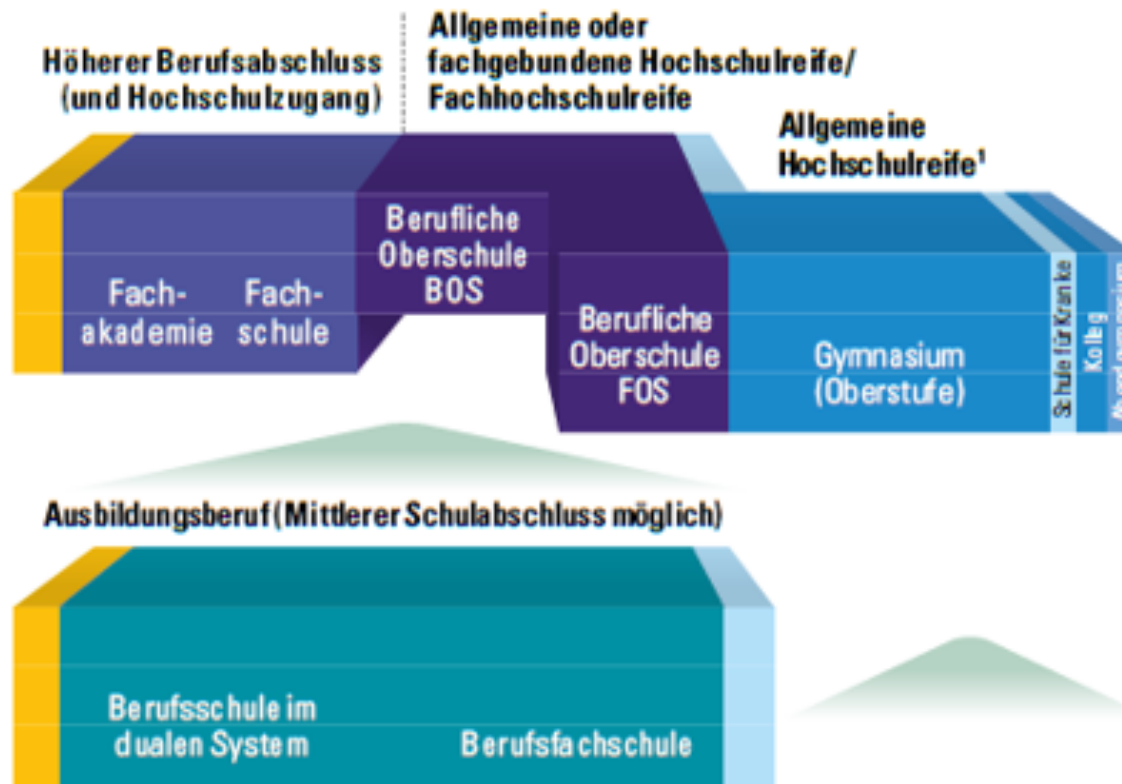 Höherer Berufsabschluss
(und Hochschulzugang)
Allgemeine oder
fachgebundene Hochschulreife/
Fachhochschulreife
Allgemeine
Hochschulreife¹
Fach-
akademie
Fach-
schule
Berufliche
Oberschule
BOS
Berufliche
Oberschule
FOS
Gymnasium
(Oberstufe)
Schule für Kranke
Kolleg
Ausbildungsberuf (Mittlerer Schulabschluss möglich)
Berufsschule im
dualen System
Berufsfachschule